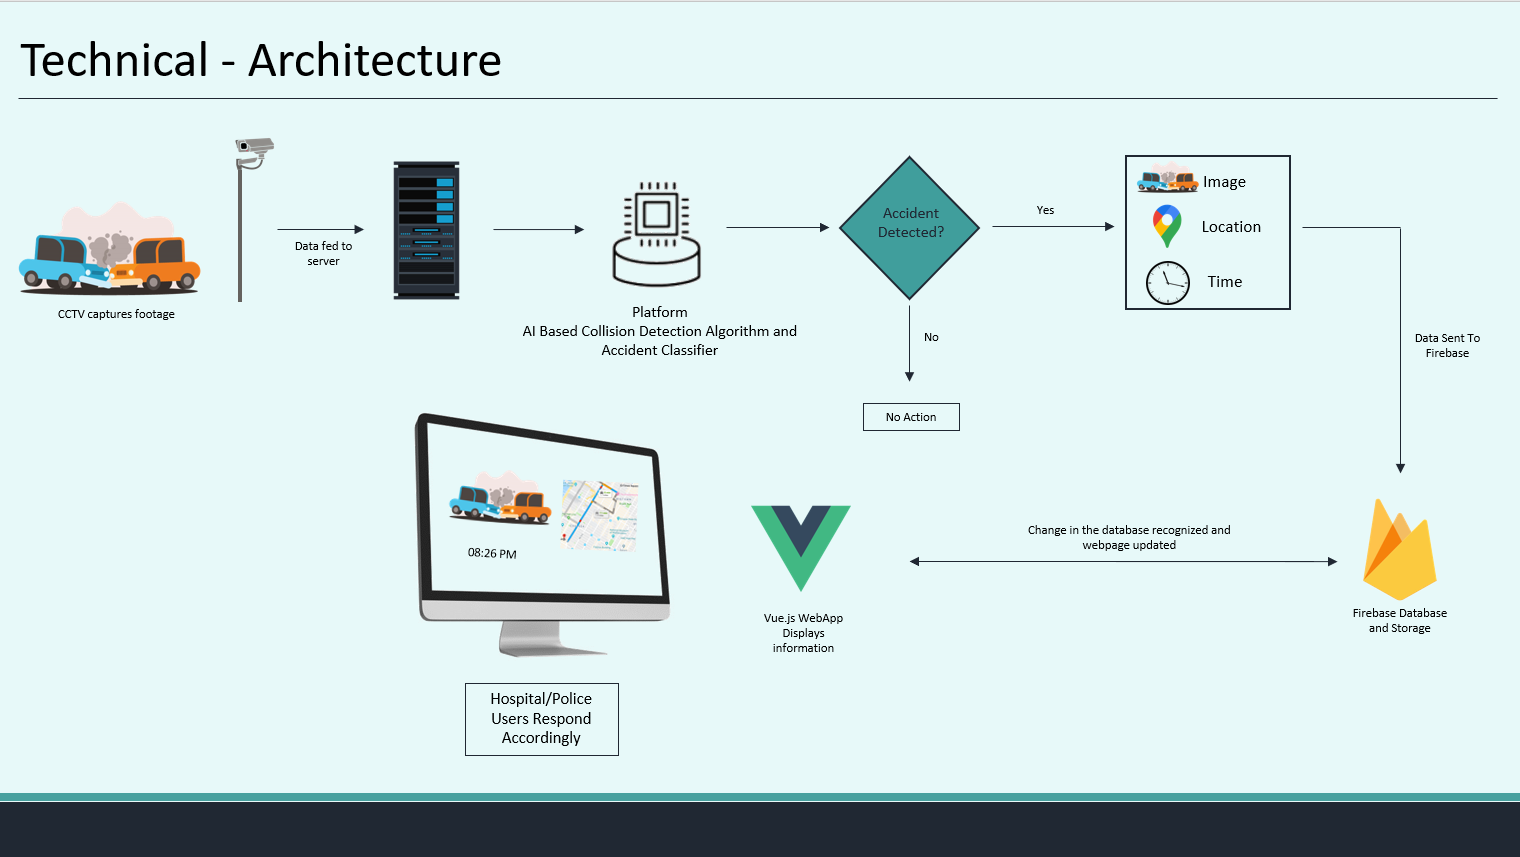 Technical - Architecture
CCTV captures footage
Data fed to
server
Platform
AI Based Collision Detection Algorithm and
Accident Classifier
Accident
Detected?
Yes
No
No Action
Image
Location
Time
Data Sent To
Firebase
Firebase Database
and Storage
Change in the database recognized and
webpage updated
Vue.js WebApp
Displays
information
08:26 PM
Hospital/Police
Users Respond
Accordingly